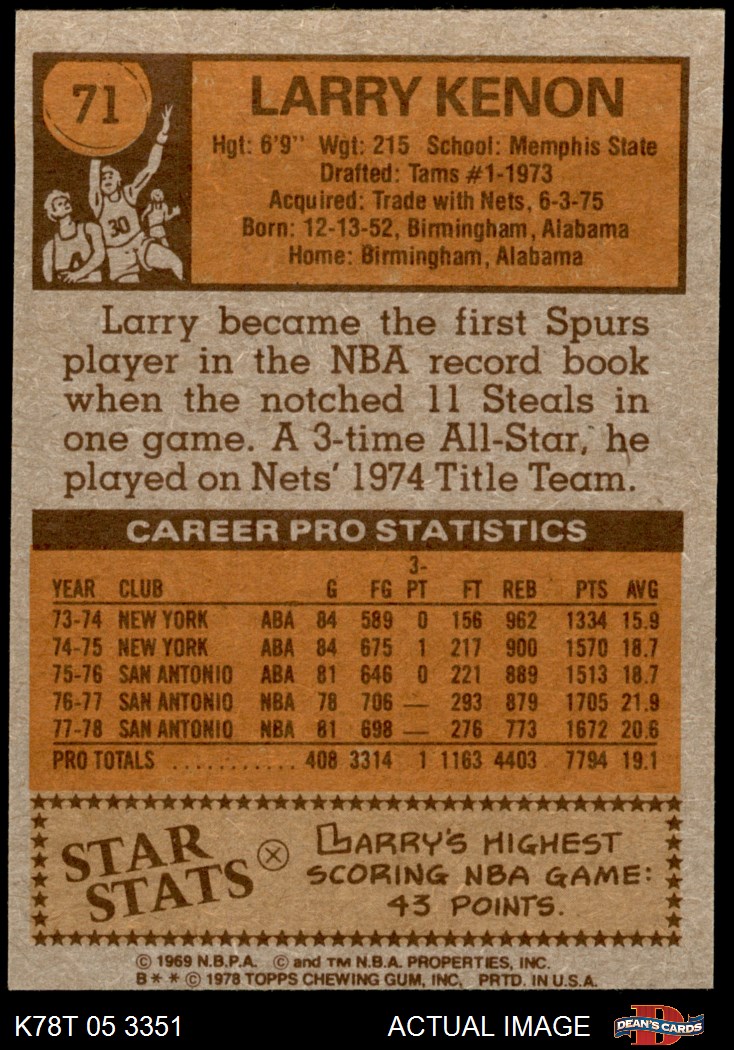 71
LARRY KENON
Hgt: 6'9" Wgt: 215 School: Memphis State
Drafted: Tams #1-1973
Acquired: Trade with Nets, 6-3-75
Born: 12-13-52, Birmingham, Alabama
Home: Birmingham, Alabama
30
Larry became the first Spurs
player in the NBA record book
when the notched 11 Steals in
one game. A 3-time All-Star, he
played on Nets' 1974 Title Team.
CAREER PRO STATISTICS
3-
YEAR CLUB G FG PT FT REB PTS AVG
73-74 NEW YORK ABA 84 589 0 156 962 1334 15.9
74-75 NEW YORK ABA 84 675 1 217 900 1570 18.7
75-76 SAN ANTONIO ABA 81 646 0 221 889 1513 18.7
76-77 SAN ANTONIO NBA 78 706 — 293 879 1705 21.9
77-78 SAN ANTONIO NBA 81 698 — 276 773 1672 20.6
PRO TOTALS ............ 408 3314 1 1163 4403 7794 19.1
STAR
STATS
LARRY'S HIGHEST
SCORING NBA GAME:
43 POINTS.
© 1969 N.B.P.A. © and TM N.B.A. PROPERTIES, INC.
B** © 1978 TOPPS CHEWING GUM, INC. PRTD. IN U.S.A.
K78T 05 3351 ACTUAL IMAGE
D
DEAN'S CARDS